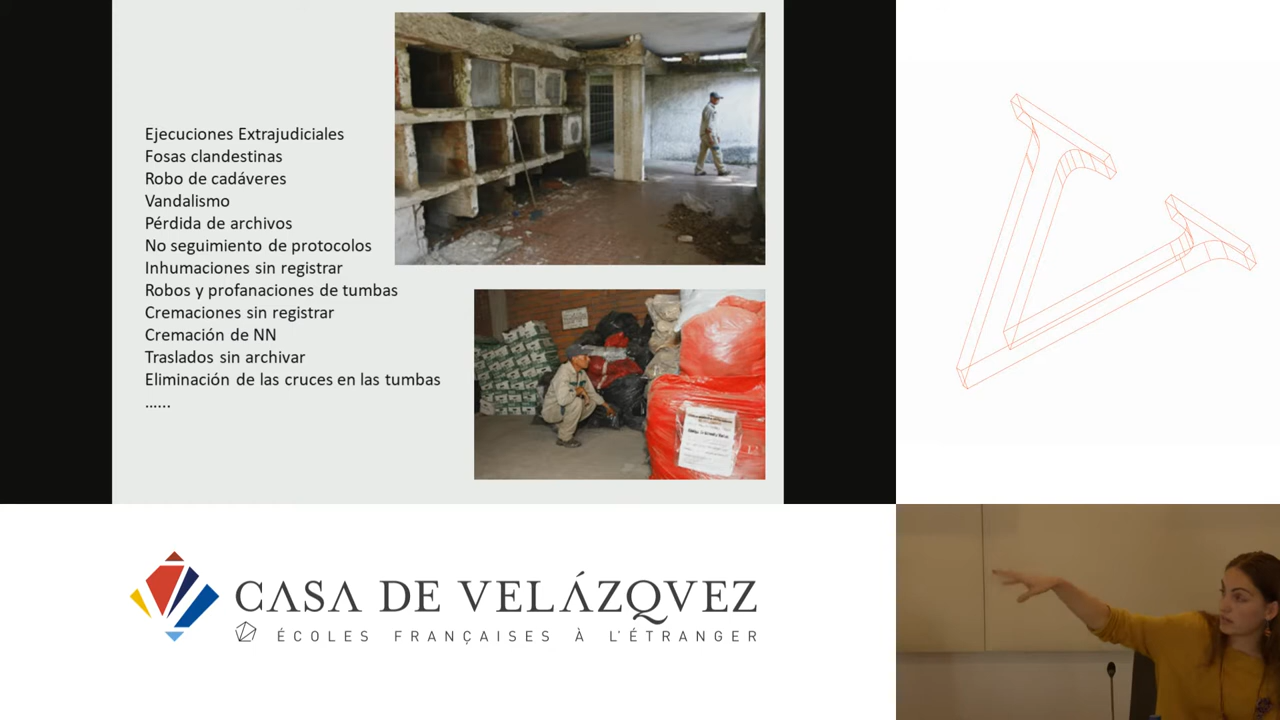 Ejecuciones Extrajudiciales
Fosas clandestinas
Robo de cadáveres
Vandalismo
Pérdida de archivos
No seguimiento de protocolos
Inhumaciones sin registrar
Robos y profanaciones de tumbas
Cremaciones sin registrar
Cremación de NN
Traslados sin archivar
Eliminación de las cruces en las tumbas
......
CASA DE VELÁZQVEZ
ÉCOLES FRANÇAISES À L'ÉTRANGER